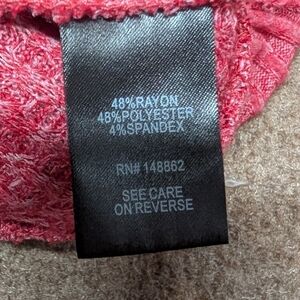 48%RAYON
48%POLYESTER
4%SPANDEX
RN# 148862
SEE CARE
ON REVERSE